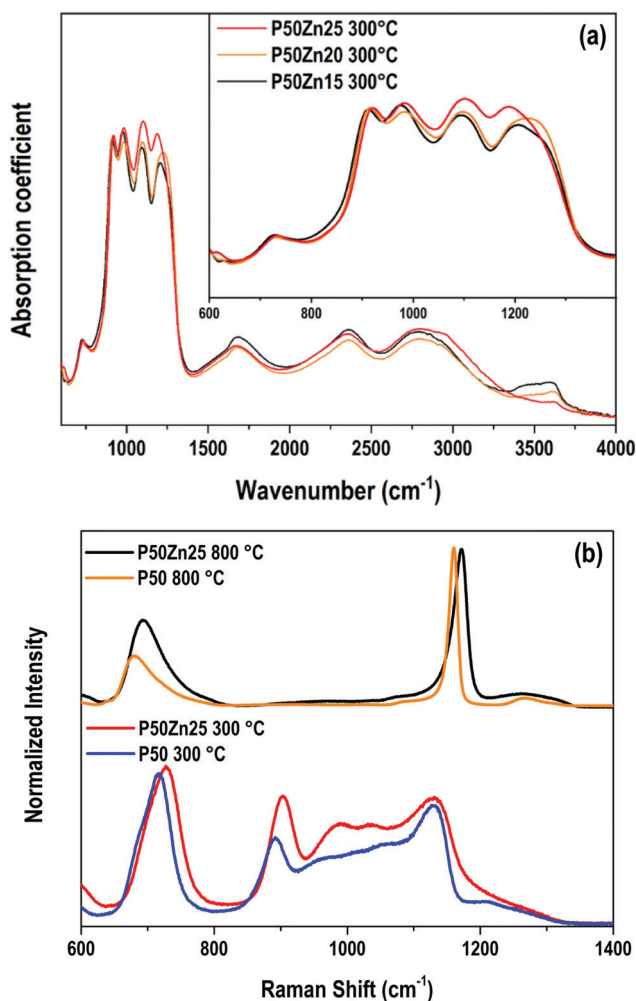 (a)
P50Zn25 300°C
P50Zn20 300°C
P50Zn15 300°C
Absorption coefficient
600 800 1000 1200
1000 1500 2000 2500 3000 3500 4000
Wavenumber (cm-1)
(b)
P50Zn25 800 °C
P50 800 °C
Normalized Intensity
P50Zn25 300 °C
P50 300 °C
600 800 1000 1200 1400
Raman Shift (cm-1)